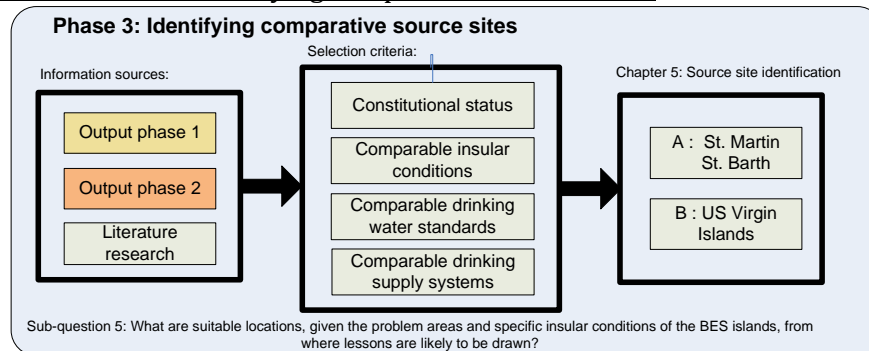 Phase 3: Identifying comparative source sites
Selection criteria:
Information sources:
Chapter 5: Source site identification
Output phase 1
Output phase 2
Literature
research
Constitutional status
Comparable insular
conditions
Comparable drinking
water standards
Comparable drinking
supply systems
A : St. Martin
St. Barth
B : US Virgin
Islands
Sub-question 5: What are suitable locations, given the problem areas and specific insular conditions of the BES islands, from
where lessons are likely to be drawn?